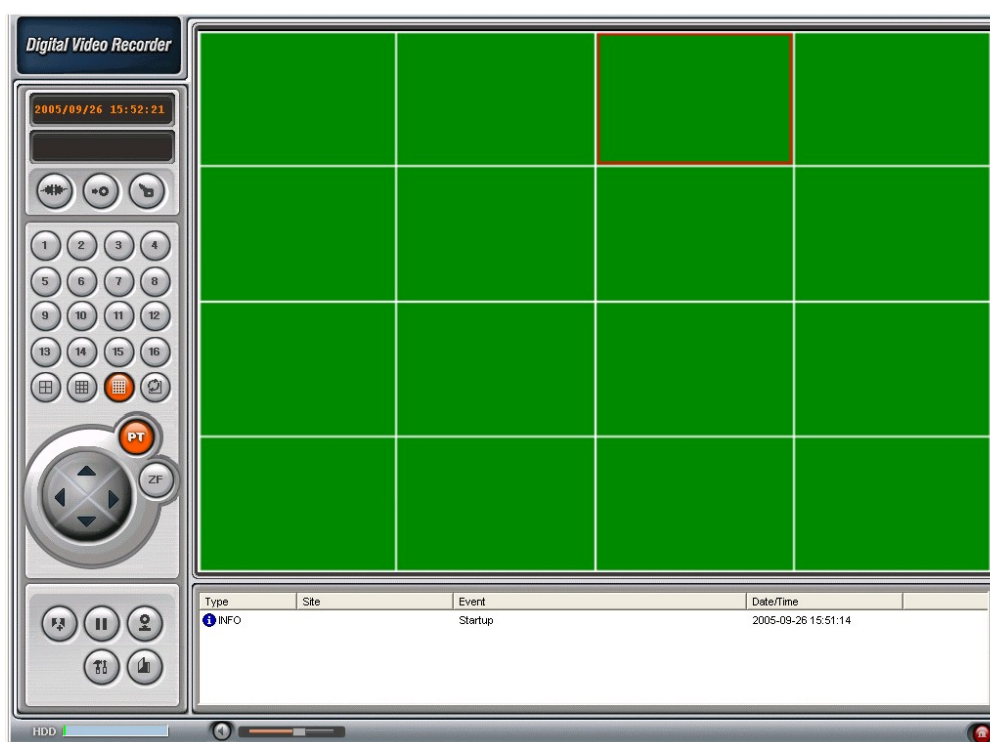 Digital Video Recorder
2005/09/26 15:52:21
1 2 3 4
5 6 7 8
9 10 11 12
13 14 15 16
PT
ZF
Type Site Event Date/Time
INFO Startup 2005-09-26 15:51:14
HDD